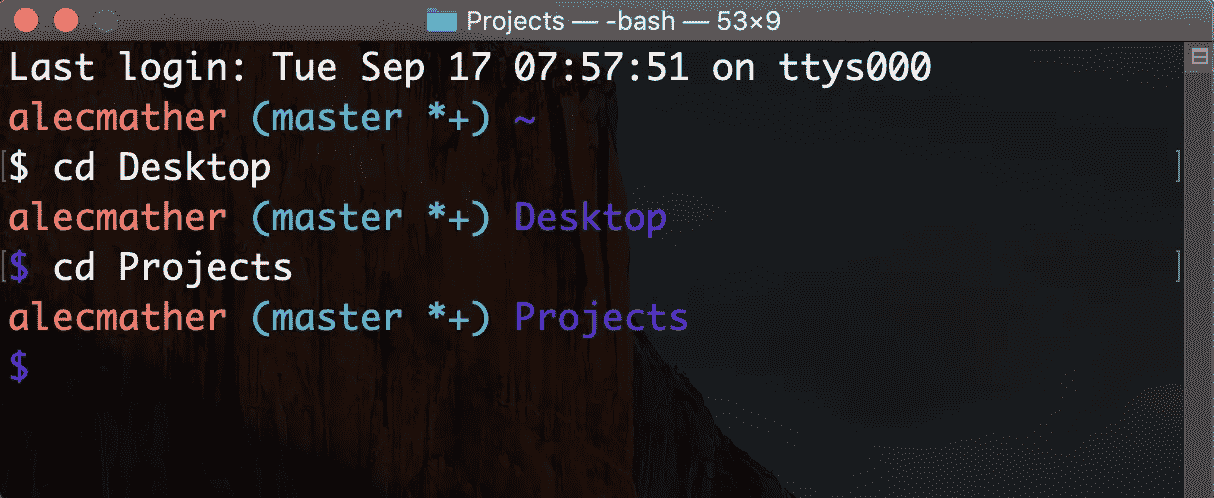 Projects — -bash — 53×9
Last login: Tue Sep 17 07:57:51 on ttys000
alecmather (master *+) ~
$ cd Desktop
alecmather (master *+) Desktop
$ cd Projects
alecmather (master *+) Projects
$